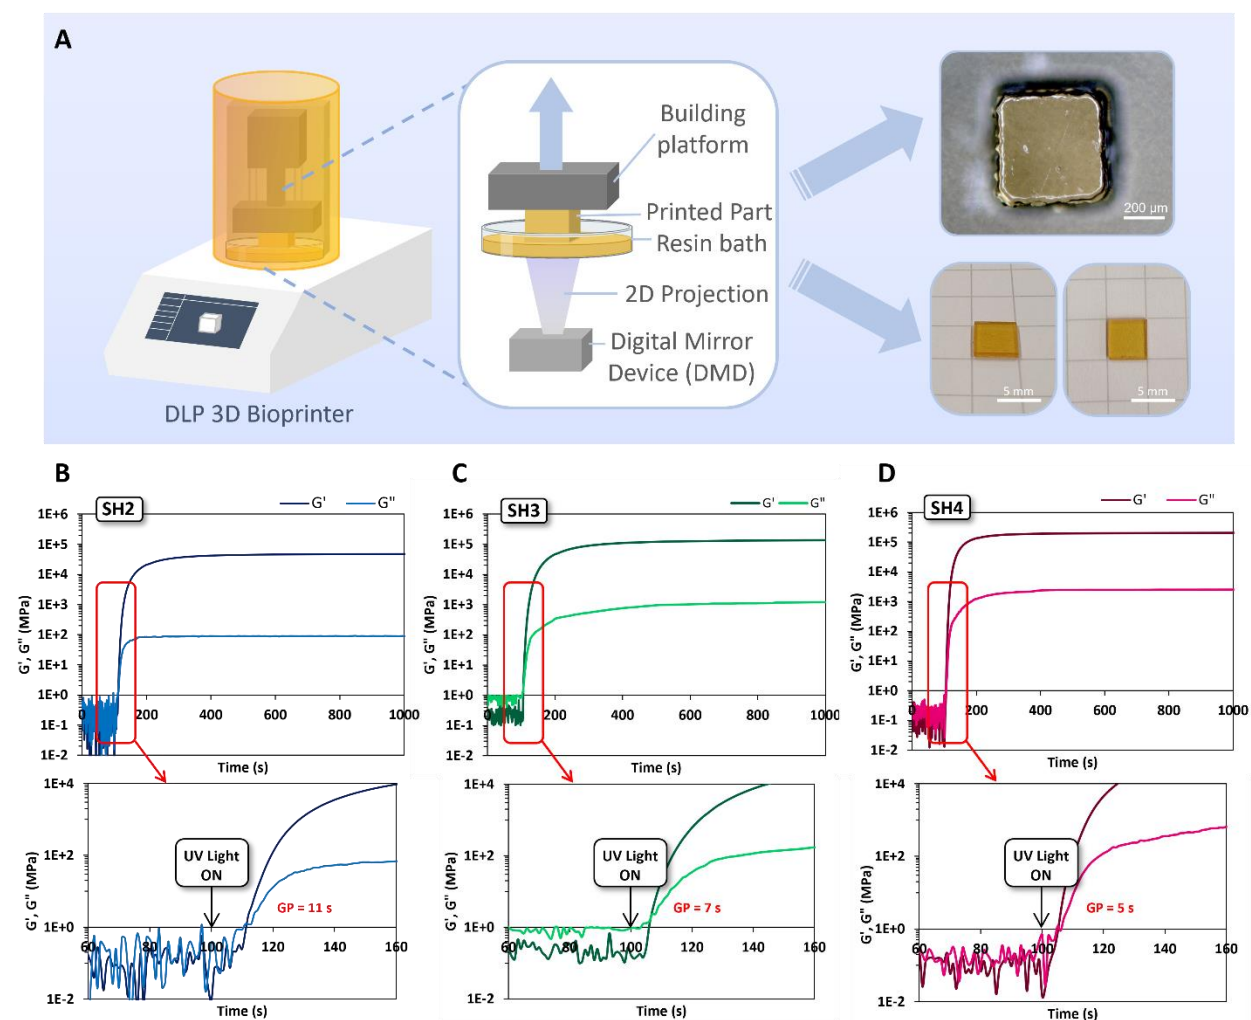 A
Building
platform
Printed Part
Resin bath
2D Projection
Digital Mirror
Device (DMD)
DLP 3D Bioprinter
200 µm
5 mm
5 mm
B
SH2
G'
G"
1E+6
1E+5
1E+4
1E+3
1E+2
1E+1
1E+0
1E-1
1E-2
G', G" (MPa)
0
200
400
600
800
1000
Time (s)
C
SH3
G'
G"
1E+6
1E+5
1E+4
1E+3
1E+2
1E+1
1E+0
1E-1
1E-2
G', G" (MPa)
0
200
400
600
800
1000
Time (s)
D
SH4
G'
G"
1E+6
1E+5
1E+4
1E+3
1E+2
1E+1
1E+0
1E-1
1E-2
G', G" (MPa)
0
200
400
600
800
1000
Time (s)
1E+4
1E+2
1E+0
1E-2
G', G" (MPa)
UV Light
ON
GP = 11 s
60
80
100
120
140
160
Time (s)
1E+4
1E+2
1E+0
1E-2
G', G" (MPa)
UV Light
ON
GP = 7 s
60
80
100
120
140
160
Time (s)
1E+4
1E+2
1E+0
1E-2
G', G" (MPa)
UV Light
ON
GP = 5 s
60
80
100
120
140
160
Time (s)